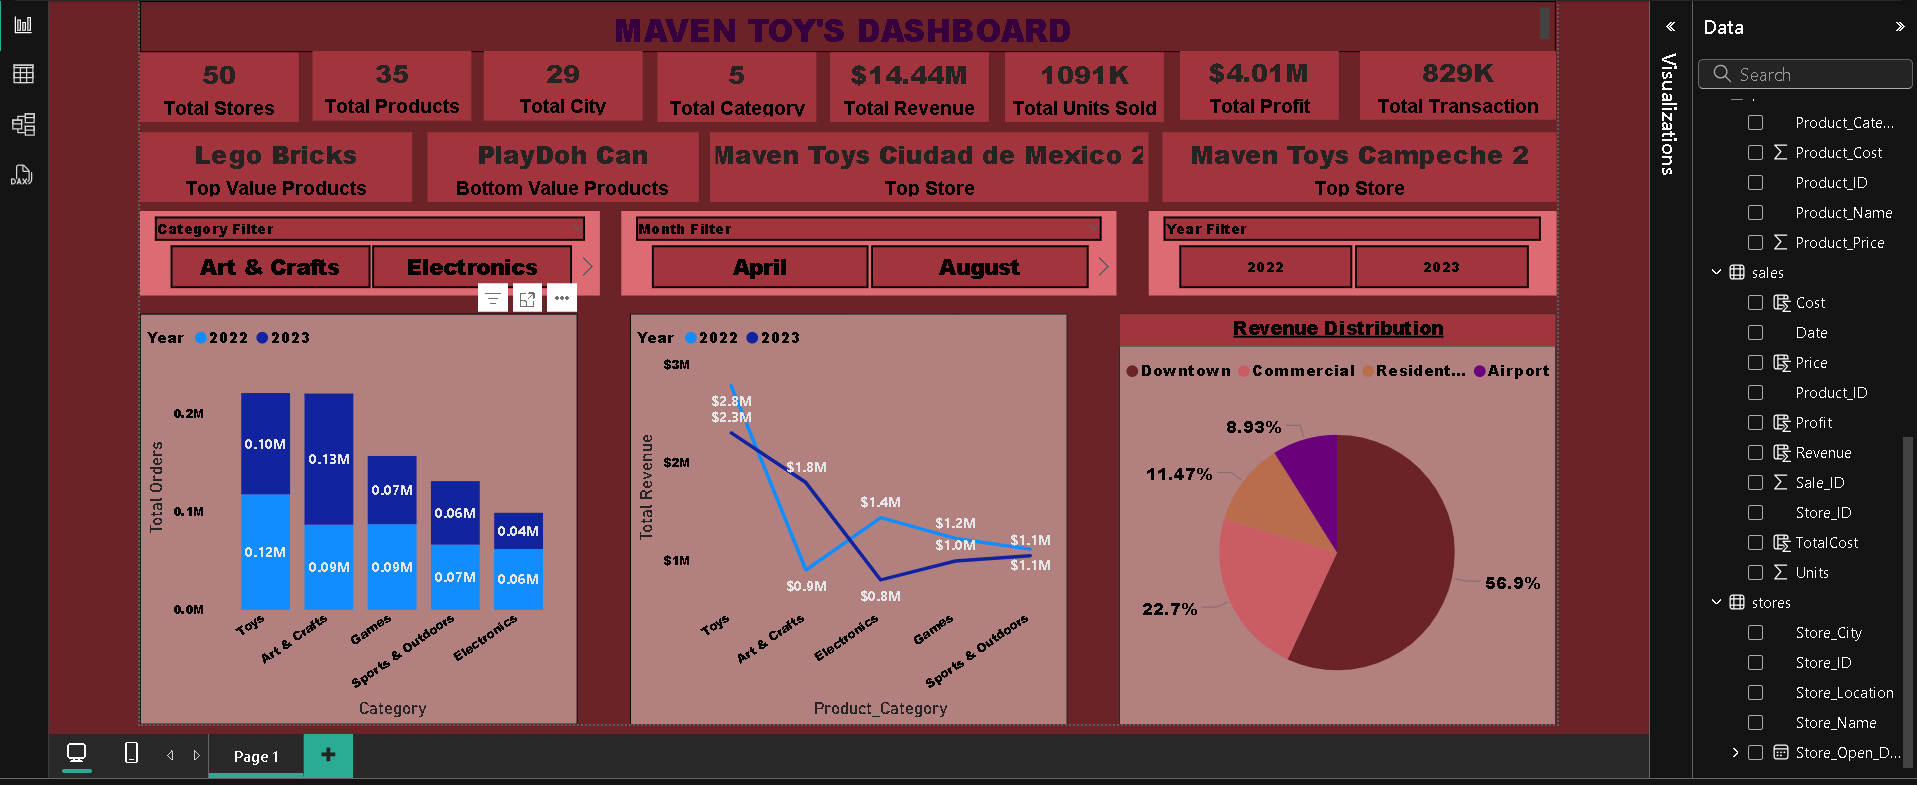 MAVEN TOY'S DASHBOARD
50
Total Stores
35
Total Products
29
Total City
5
Total Category
$14.44M
Total Revenue
1091K
Total Units Sold
$4.01M
Total Profit
829K
Total Transaction
Lego Bricks
Top Value Products
PlayDoh Can
Bottom Value Products
Maven Toys Ciudad de Mexico 2
Top Store
Maven Toys Campeche 2
Top Store
Category Filter
Art & Crafts
Electronics
Month Filter
April
August
Year Filter
2022
2023
Year 2022 2023
Total Orders
0.2M
0.1M
0.0M
0.10M
0.12M
0.13M
0.09M
0.07M
0.09M
0.06M
0.07M
0.04M
0.06M
Toys
Art & Crafts
Games
Sports & Outdoors
Electronics
Category
Year 2022 2023
Total Revenue
$3M
$2M
$1M
$2.8M
$2.3M
$1.8M
$0.9M
$1.4M
$0.8M
$1.2M
$1.0M
$1.1M
$1.1M
Toys
Art & Crafts
Electronics
Games
Sports & Outdoors
Product_Category
Revenue Distribution
Downtown Commercial Resident... Airport
8.93%
11.47%
22.7%
56.9%
Page 1
Visualizations
Data
Search
Product_Cate...
Product_Cost
Product_ID
Product_Name
Product_Price
sales
Cost
Date
Price
Product_ID
Profit
Revenue
Sale_ID
Store_ID
TotalCost
Units
stores
Store_City
Store_ID
Store_Location
Store_Name
Store_Open_D...
DAX